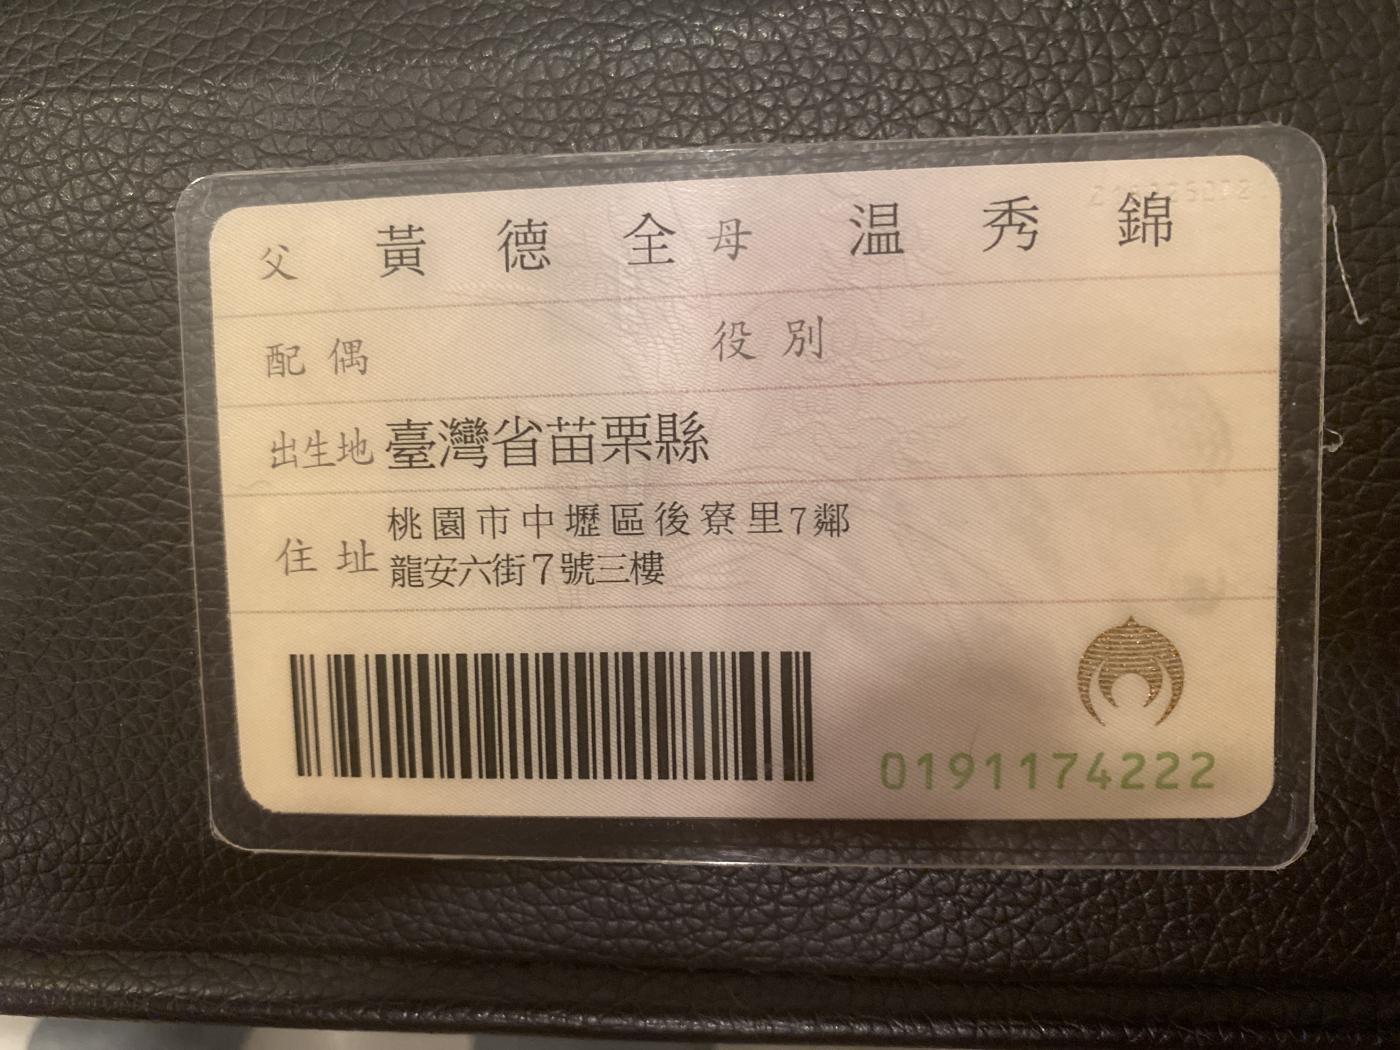 父 黃德全 母 温秀錦
配偶 役別
出生地 臺灣省苗栗縣
住址 桃園市中壢區後寮里7鄰
龍安六街7號三樓
0191174222